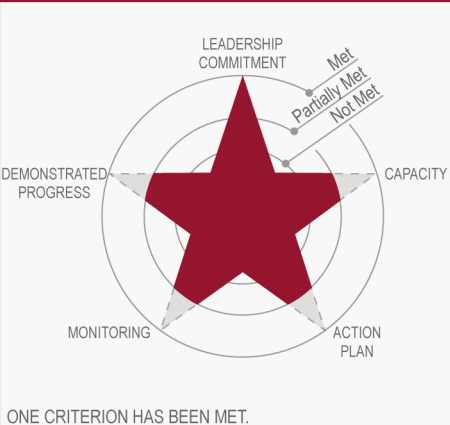 LEADERSHIP
COMMITMENT
Met
Partially Met
Not Met
DEMONSTRATED
PROGRESS
CAPACITY
MONITORING
ACTION
PLAN
ONE CRITERION HAS BEEN MET.